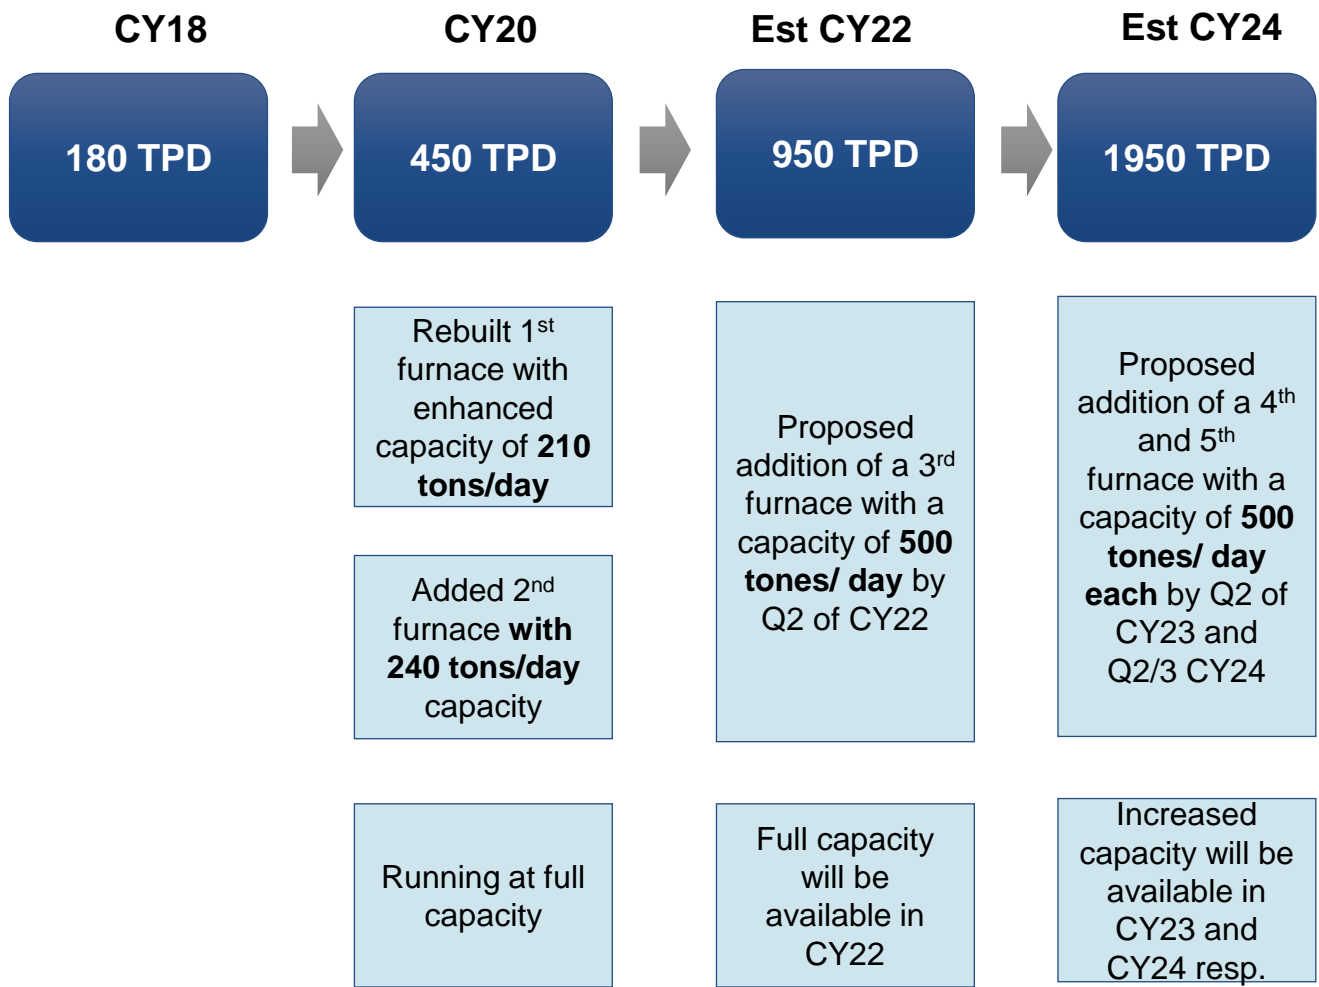 CY18
CY20
Est CY22
Est CY24
180 TPD
450 TPD
950 TPD
1950 TPD
Rebuilt 1st
furnace with
enhanced
capacity of 210
tons/day
Added 2nd
furnace with
240 tons/day
capacity
Running at full
capacity
Proposed
addition of a 3rd
furnace with a
capacity of 500
tones/ day by
Q2 of CY22
Full capacity
will be
available in
CY22
Proposed
addition of a 4th
and 5th
furnace with a
capacity of 500
tones/ day
each by Q2 of
CY23 and
Q2/3 CY24
Increased
capacity will be
available in
CY23 and
CY24 resp.